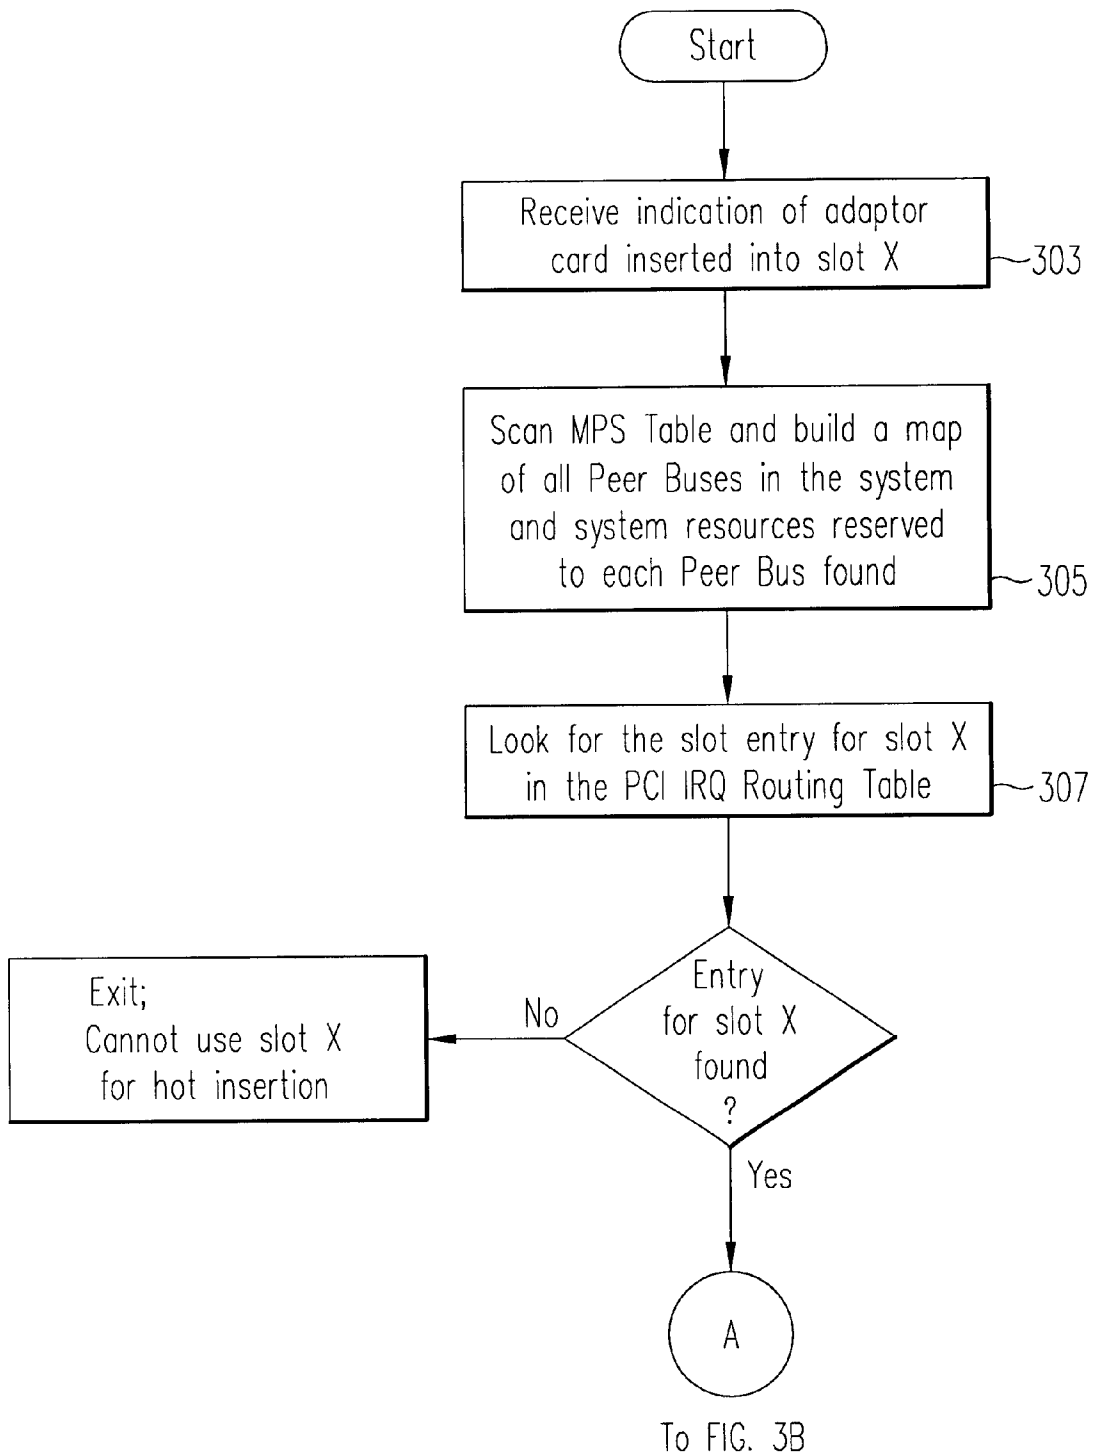 Start
Receive indication of adaptor
card inserted into slot X
303
Scan MPS Table and build a map
of all Peer Buses in the system
and system resources reserved
to each Peer Bus found
305
Look for the slot entry for slot X
in the PCI IRQ Routing Table
307
Entry
for slot X
found
?
No
Exit;
Cannot use slot X
for hot insertion
Yes
A
To FIG. 3B